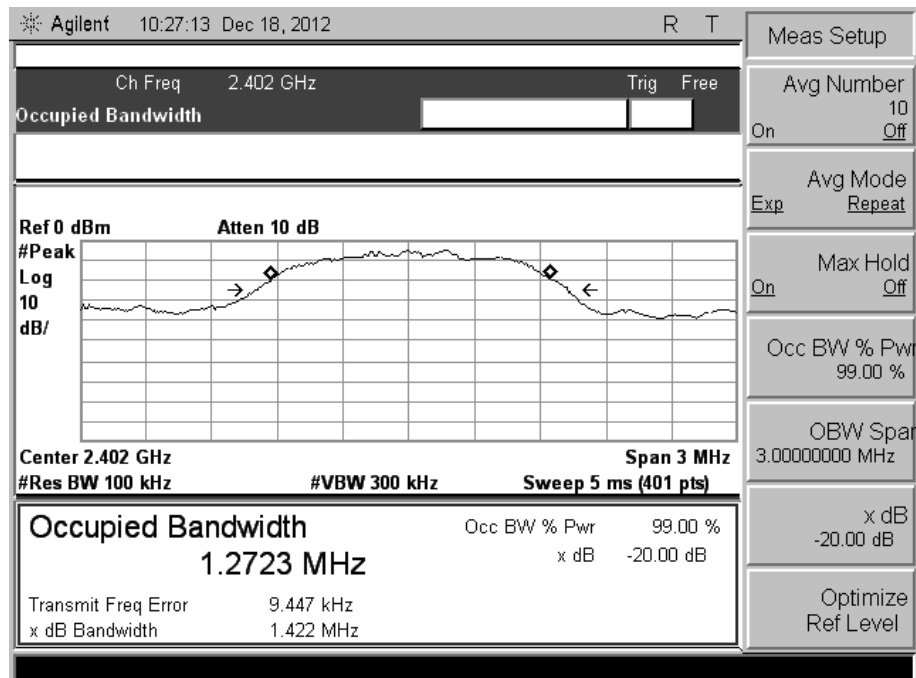 Agilent 10:27:13 Dec 18, 2012 R T
Ch Freq 2.402 GHz Trig Free
Occupied Bandwidth
Ref 0 dBm Atten 10 dB
#Peak
Log
10
dB/
Center 2.402 GHz Span 3 MHz
#Res BW 100 kHz #VBW 300 kHz Sweep 5 ms (401 pts)
Occupied Bandwidth Occ BW % Pwr 99.00 %
1.2723 MHz x dB -20.00 dB
Transmit Freq Error 9.447 kHz
x dB Bandwidth 1.422 MHz
Meas Setup
Avg Number
10
On Off
Avg Mode
Exp Repeat
Max Hold
On Off
Occ BW % Pwr
99.00 %
OBW Span
3.00000000 MHz
x dB
-20.00 dB
Optimize
Ref Level